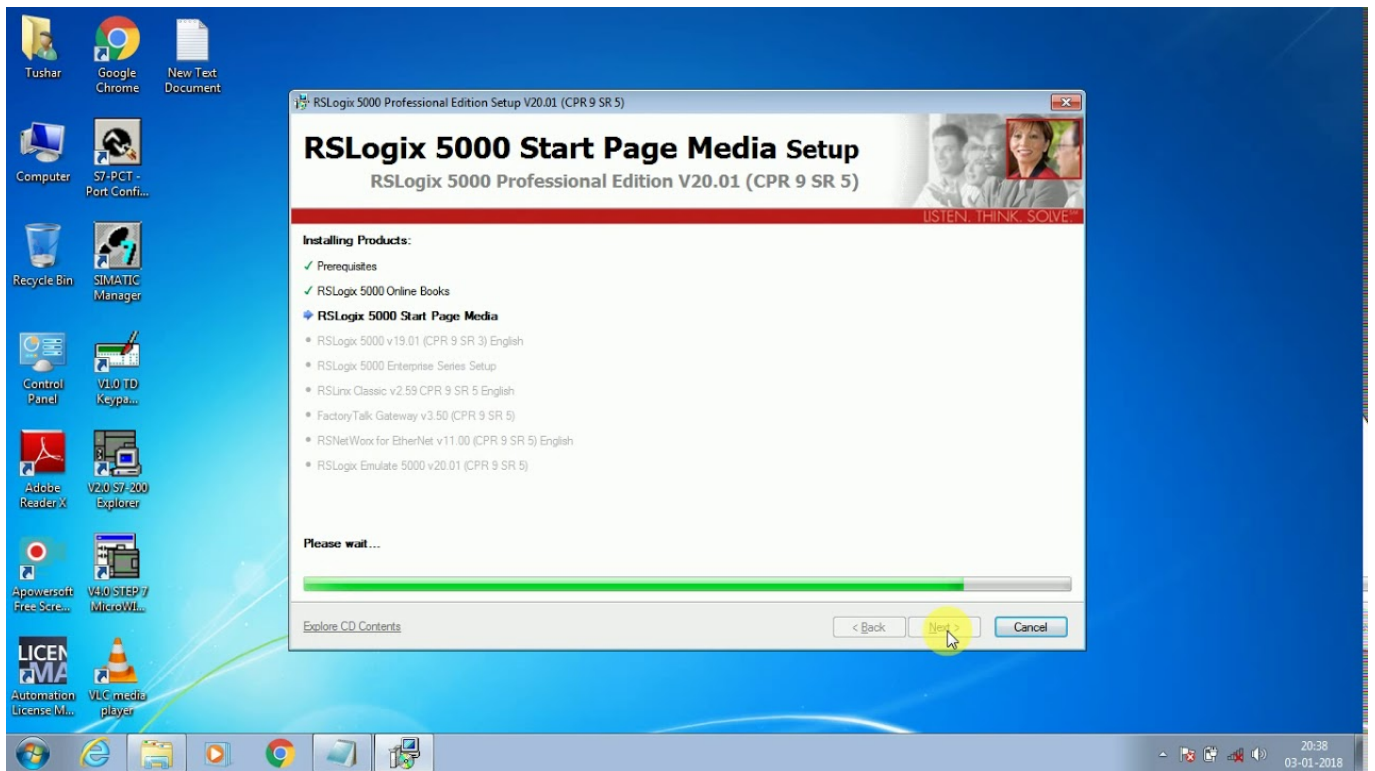 Tushar
Google
Chrome
New Text
Document
Computer
S7-PCT -
Port Confi...
Recycle Bin
SIMATIC
Manager
Control
Panel
V1.0 TD
Keypa...
Adobe
Reader X
V2.0 S7-200
Explorer
Apowersoft
Free Scre...
V4.0 STEP 7
MicroWI...
LICEN
MA
Automation
License M...
VLC media
player
RSLogix 5000 Professional Edition Setup V20.01 (CPR 9 SR 5)
RSLogix 5000 Start Page Media Setup
RSLogix 5000 Professional Edition V20.01 (CPR 9 SR 5)
LISTEN. THINK. SOLVE.℠
Installing Products:
Prerequisites
RSLogix 5000 Online Books
RSLogix 5000 Start Page Media
RSLogix 5000 v19.01 (CPR 9 SR 3) English
RSLogix 5000 Enterprise Series Setup
RSLinx Classic v2.59 CPR 9 SR 5 English
FactoryTalk Gateway v3.50 (CPR 9 SR 5)
RSNetWorx for EtherNet v11.00 (CPR 9 SR 5) English
RSLogix Emulate 5000 v20.01 (CPR 9 SR 5)
Please wait...
Explore CD Contents
< Back
Next >
Cancel
20:38
03-01-2018